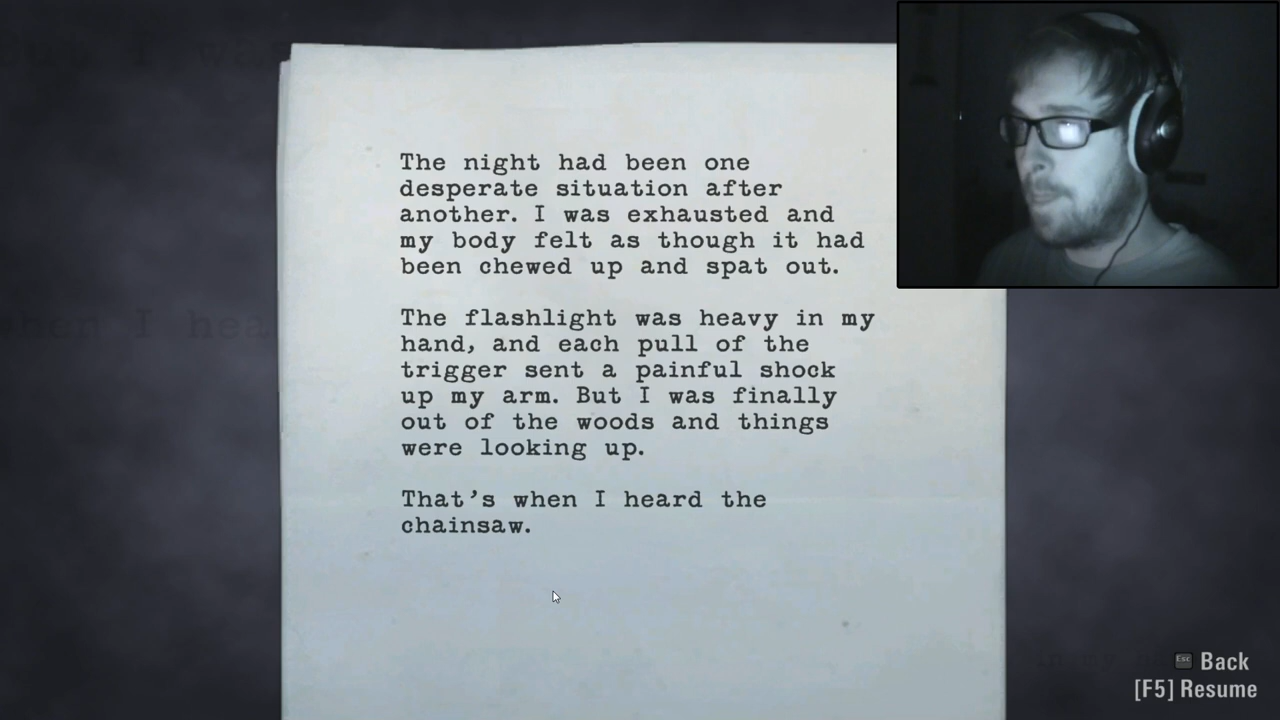 The night had been one
desperate situation after
another. I was exhausted and
my body felt as though it had
been chewed up and spat out.
The flashlight was heavy in my
hand, and each pull of the
trigger sent a painful shock
up my arm. But I was finally
out of the woods and things
were looking up.
That's when I heard the
chainsaw.
Esc Back
[F5] Resume